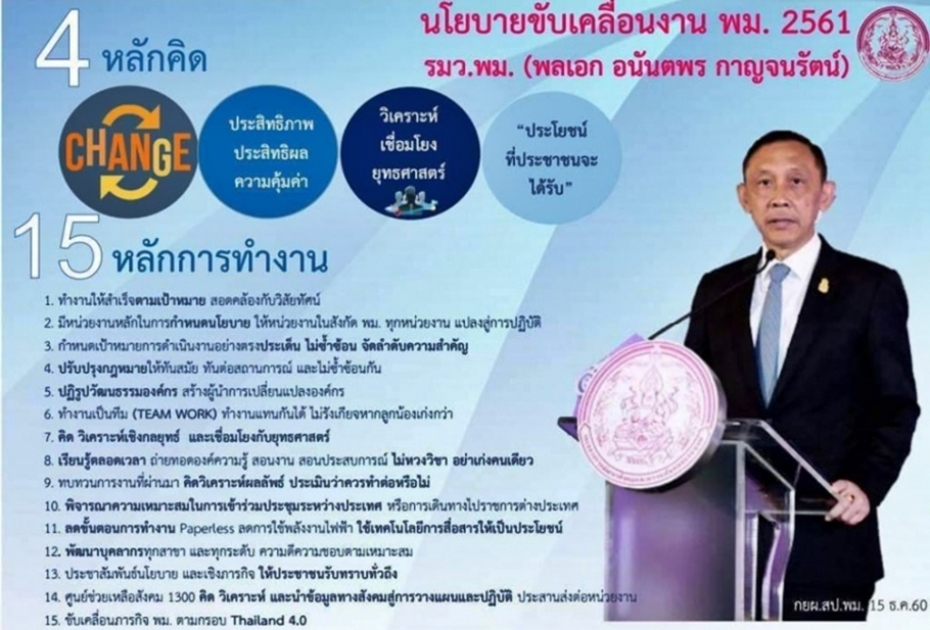 นโยบายขับเคลื่อนงาน พม. 2561
รมว.พม. (พลเอก อนันตพร กาญจนรัตน์)
4 หลักคิด
CHANGE
ประสิทธิภาพ
ประสิทธิผล
ความคุ้มค่า
วิเคราะห์
เชื่อมโยง
ยุทธศาสตร์
“ประโยชน์
ที่ประชาชนจะ
ได้รับ”
15 หลักการทำงาน
1. ทำงานให้สำเร็จตามเป้าหมาย สอดคล้องกับวิสัยทัศน์
2. มีหน่วยงานหลักในการกำหนดนโยบาย ให้หน่วยงานในสังกัด พม. ทุกหน่วยงาน แปลงสู่การปฏิบัติ
3. กำหนดเป้าหมายการดำเนินงานอย่างตรงประเด็น ไม่ซ้ำซ้อน จัดลำดับความสำคัญ
4. ปรับปรุงกฎหมายให้ทันสมัย ทันต่อสถานการณ์ และไม่ซ้ำซ้อนกัน
5. ปฏิรูปวัฒนธรรมองค์กร สร้างผู้นำการเปลี่ยนแปลงองค์กร
6. ทำงานเป็นทีม (TEAM WORK) ทำงานแทนกันได้ ไม่รังเกียจหากลูกน้องเก่งกว่า
7. คิด วิเคราะห์เชิงกลยุทธ์ และเชื่อมโยงกับยุทธศาสตร์
8. เรียนรู้ตลอดเวลา ถ่ายทอดองค์ความรู้ สอนงาน สอนประสบการณ์ ไม่หวงวิชา อย่าเก่งคนเดียว
9. ทบทวนการงานที่ผ่านมา คิดวิเคราะห์ผลลัพธ์ ประเมินว่าควรทำต่อหรือไม่
10. พิจารณาความเหมาะสมในการเข้าร่วมประชุมระหว่างประเทศ หรือการเดินทางไปราชการต่างประเทศ
11. ลดขั้นตอนการทำงาน Paperless ลดการใช้พลังงานไฟฟ้า ใช้เทคโนโลยีการสื่อสารให้เป็นประโยชน์
12. พัฒนาบุคลากรทุกสาขา และทุกระดับ ความดีความชอบตามเหมาะสม
13. ประชาสัมพันธ์นโยบาย และเชิงภารกิจ ให้ประชาชนรับทราบทั่วถึง
14. ศูนย์ช่วยเหลือสังคม 1300 คิด วิเคราะห์ และนำข้อมูลทางสังคมสู่การวางแผนและปฏิบัติ ประสานส่งต่อหน่วยงาน
15. ขับเคลื่อนภารกิจ พม. ตามกรอบ Thailand 4.0
กยผ.สป.พม. 15 ธ.ค.60